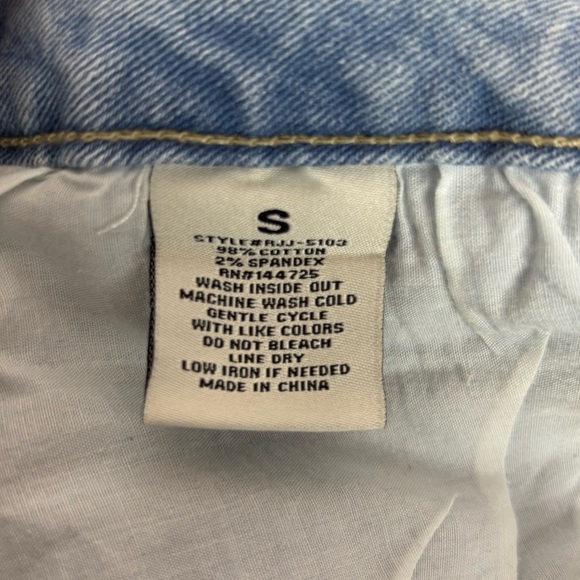 S
STYLE#RJJ-5103
98% COTTON
2% SPANDEX
RN#144725
WASH INSIDE OUT
MACHINE WASH COLD
GENTLE CYCLE
WITH LIKE COLORS
DO NOT BLEACH
LINE DRY
LOW IRON IF NEEDED
MADE IN CHINA